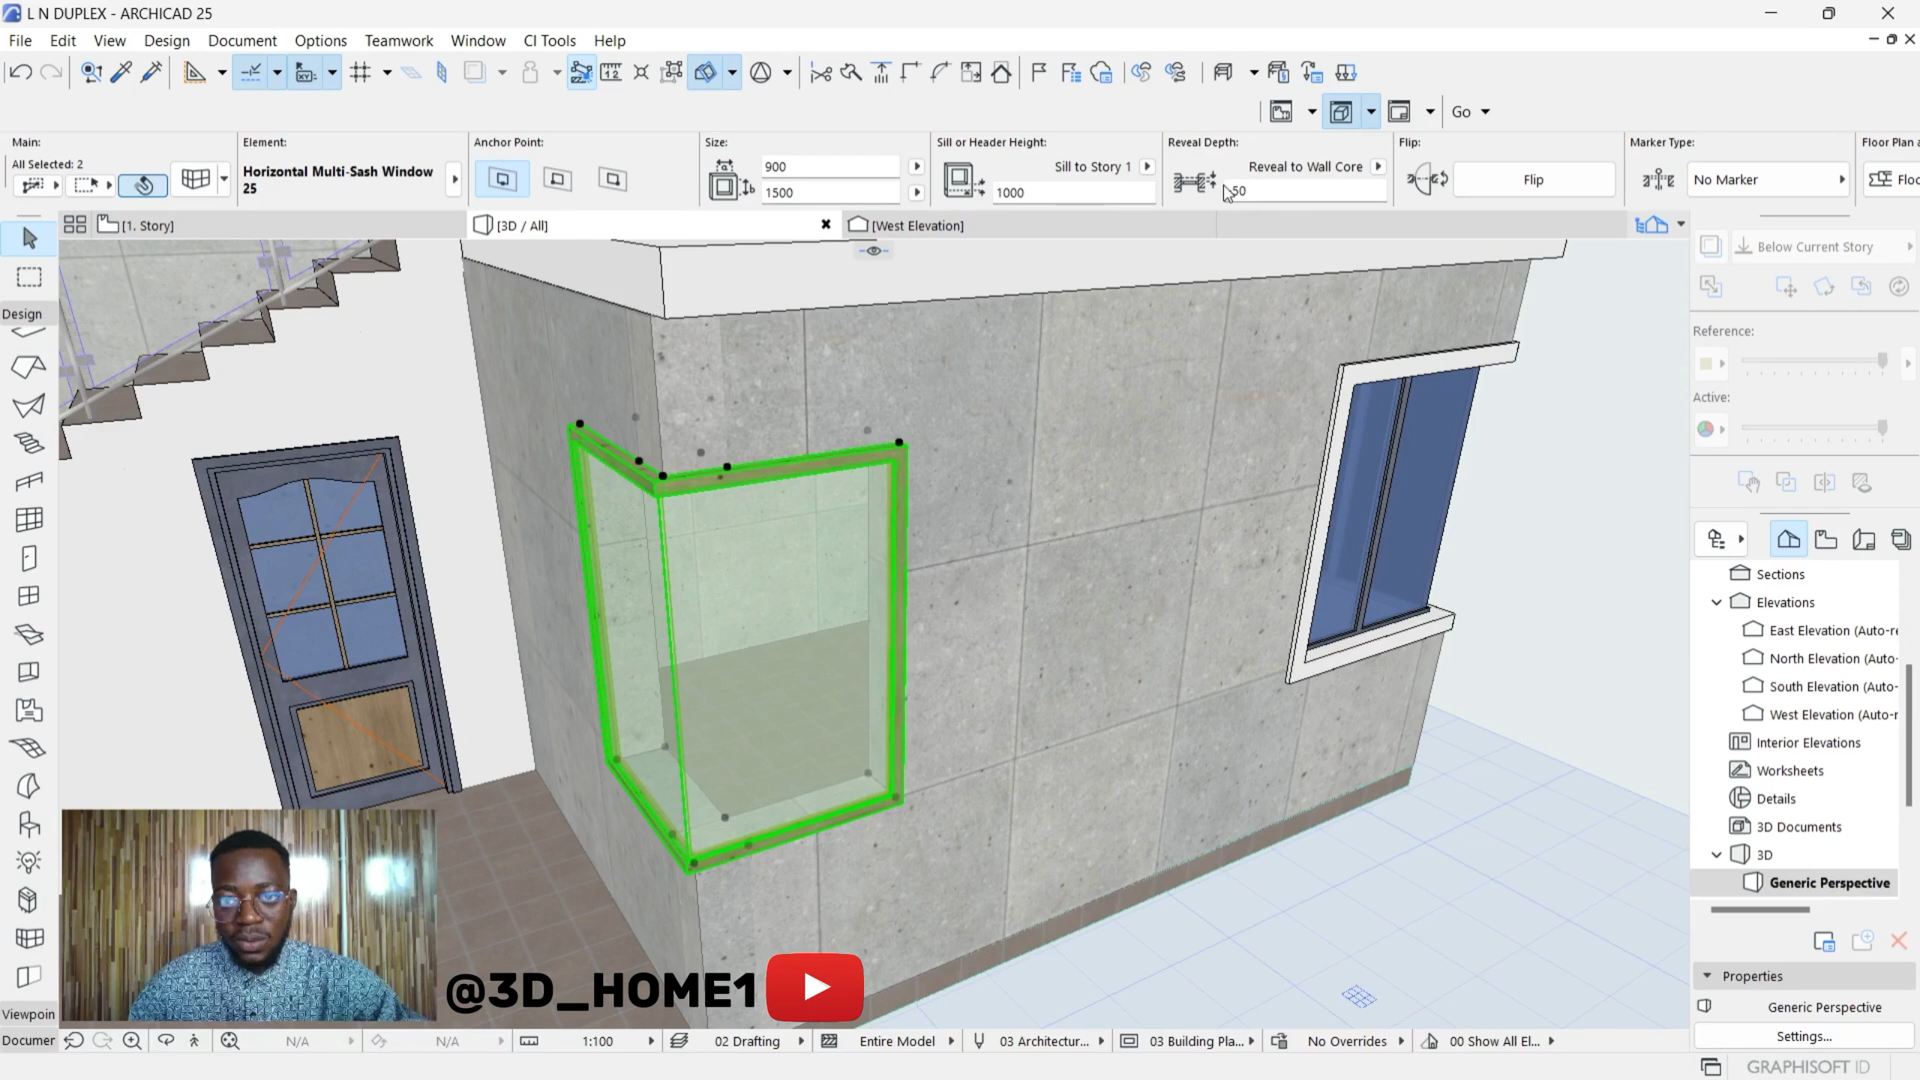 L N DUPLEX - ARCHICAD 25
File Edit View Design Document Options Teamwork Window CI Tools Help
Go
Main:
All Selected: 2
Element:
Horizontal Multi-Sash Window 25
Anchor Point:
Size:
900
1500
Sill or Header Height:
Sill to Story 1
1000
Reveal Depth:
Reveal to Wall Core
50
Flip:
Flip
Marker Type:
No Marker
Floor Plan a
Floo
[1. Story]
[3D / All]
[West Elevation]
Design
Below Current Story
Reference:
Active:
Sections
Elevations
East Elevation (Auto-re
North Elevation (Auto-
South Elevation (Auto-
West Elevation (Auto-r
Interior Elevations
Worksheets
Details
3D Documents
3D
Generic Perspective
Properties
Generic Perspective
Settings...
@3D_HOME1
Viewpoin
Documer
N/A
N/A
1:100
02 Drafting
Entire Model
03 Architectur...
03 Building Pla...
No Overrides
00 Show All El...
GRAPHISOFT ID